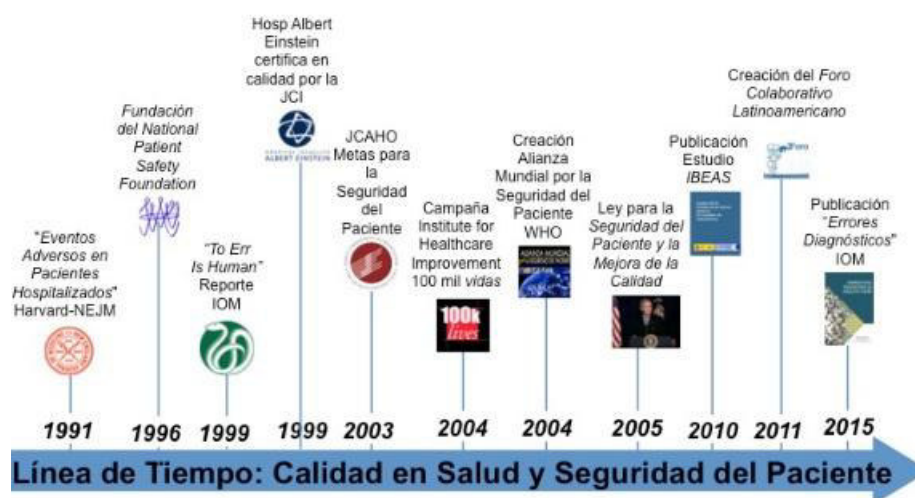 "Eventos
Adversos en
Pacientes
Hospitalizados"
Harvard-NEJM
1991
Fundación
del National
Patient
Safety
Foundation
1996
"To Err
Is Human"
Reporte
IOM
1999
Hosp Albert
Einstein
certifica en
calidad por la
JCI
ALBERT EINSTEIN
1999
JCAHO
Metas para
la
Seguridad
del
Paciente
2003
Campaña
Institute for
Healthcare
Improvement
100 mil vidas
100k
lives
2004
Creación
Alianza
Mundial por la
Seguridad del
Paciente
WHO
ALIANZA MUNDIAL
2004
Ley para la
Seguridad del
Paciente y la
Mejora de la
Calidad
2005
Publicación
Estudio
IBEAS
2010
Creación del Foro
Colaborativo
Latinoamericano
Foro
2011
Publicación
"Errores
Diagnósticos"
IOM
2015
Línea de Tiempo: Calidad en Salud y Seguridad del Paciente